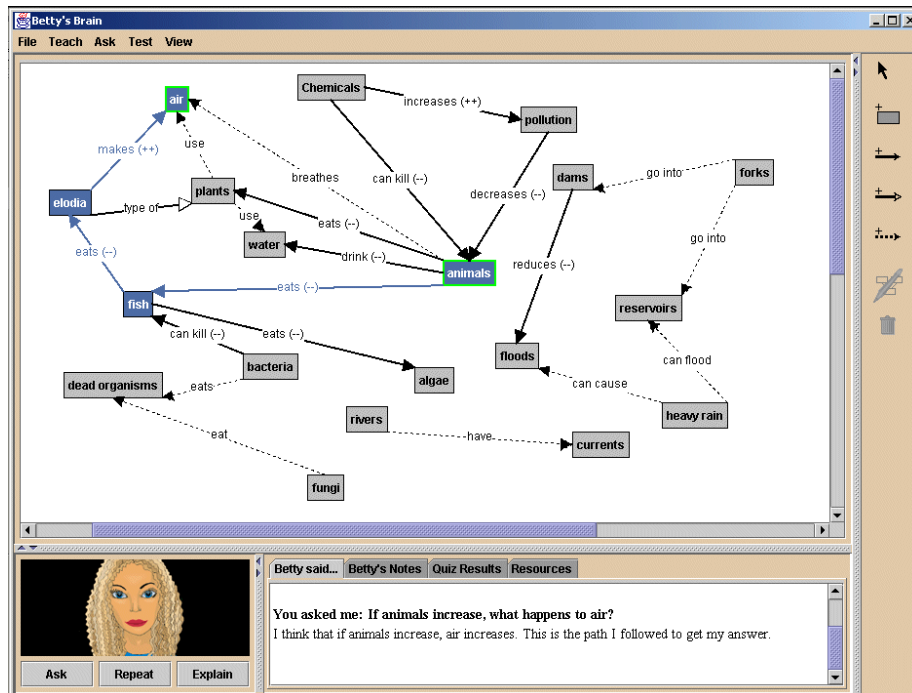 Betty's Brain
File Teach Ask Test View
air
Chemicals
increases (++)
pollution
use
makes (++)
breathes
can kill (--)
dams
go into
forks
plants
decreases (--)
elodia
type of
use
eats (--)
go into
water
drink (--)
eats (--)
animals
reduces (--)
eats (--)
fish
reservoirs
can kill (--)
eats (--)
floods
can flood
bacteria
algae
dead organisms
eats
can cause
heavy rain
rivers
eat
have
currents
fungi
Betty said... Betty's Notes Quiz Results Resources
You asked me: If animals increase, what happens to air?
I think that if animals increase, air increases. This is the path I followed to get my answer.
Ask Repeat Explain